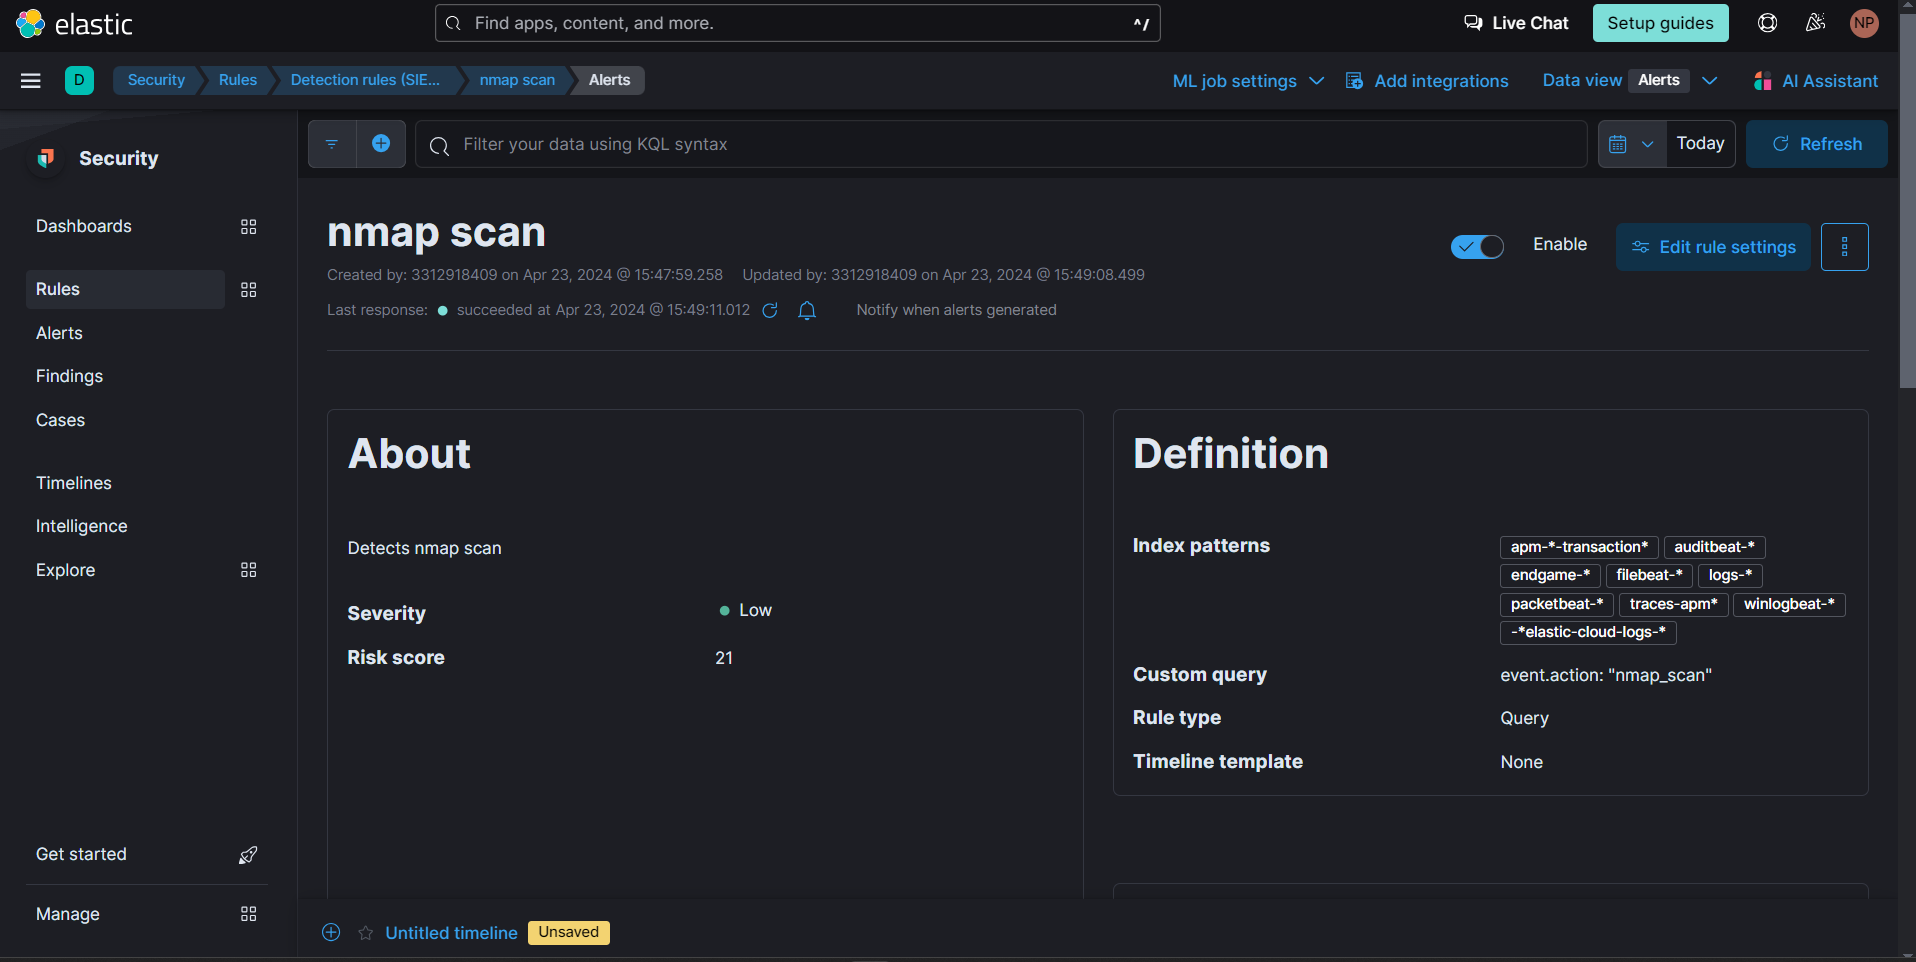 elastic
Find apps, content, and more.
^/
Live Chat
Setup guides
NP
D
Security
Rules
Detection rules (SIE...
nmap scan
Alerts
ML job settings
Add integrations
Data view Alerts
AI Assistant
Security
Filter your data using KQL syntax
Today
Refresh
Dashboards
Rules
Alerts
Findings
Cases
Timelines
Intelligence
Explore
Get started
Manage
nmap scan
Enable
Edit rule settings
Created by: 3312918409 on Apr 23, 2024 @ 15:47:59.258 Updated by: 3312918409 on Apr 23, 2024 @ 15:49:08.499
Last response: succeeded at Apr 23, 2024 @ 15:49:11.012 Notify when alerts generated
About
Detects nmap scan
Severity Low
Risk score 21
Definition
Index patterns apm-*-transaction* auditbeat-*
endgame-* filebeat-* logs-*
packetbeat-* traces-apm* winlogbeat-*
-*elastic-cloud-logs-*
Custom query event.action: "nmap_scan"
Rule type Query
Timeline template None
Untitled timeline Unsaved